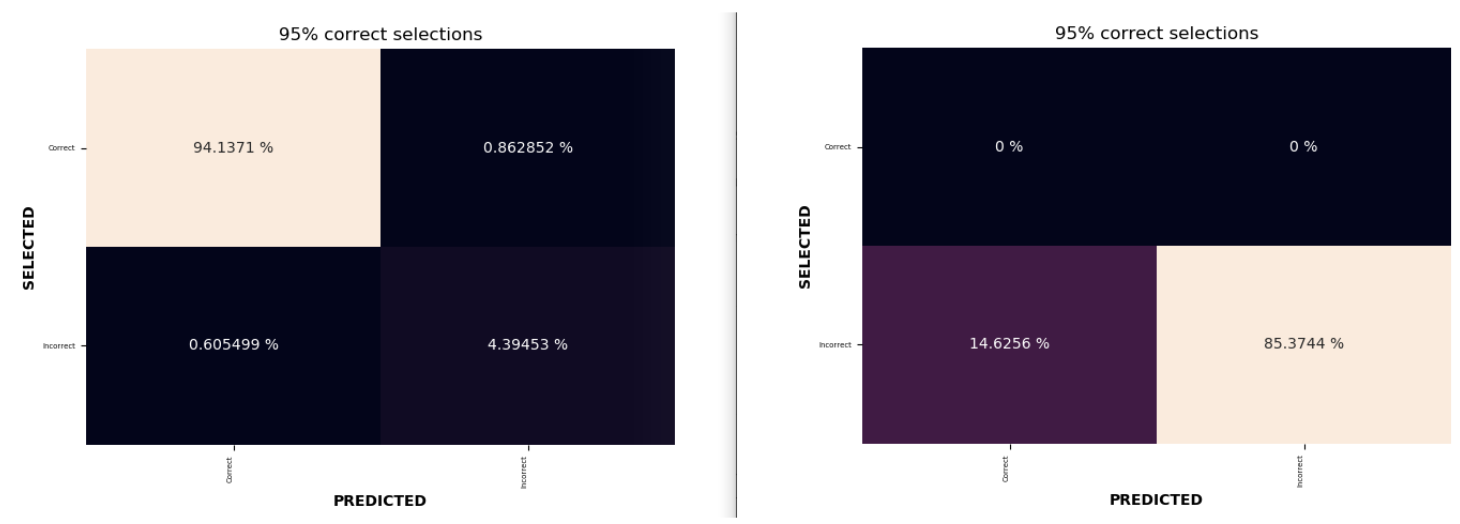 95% correct selections
94.1371 %
0.862852 %
Correct
SELECTED
0.605499 %
4.39453 %
Incorrect
Correct
Incorrect
PREDICTED
95% correct selections
0 %
0 %
Correct
SELECTED
14.6256 %
85.3744 %
Incorrect
Correct
Incorrect
PREDICTED